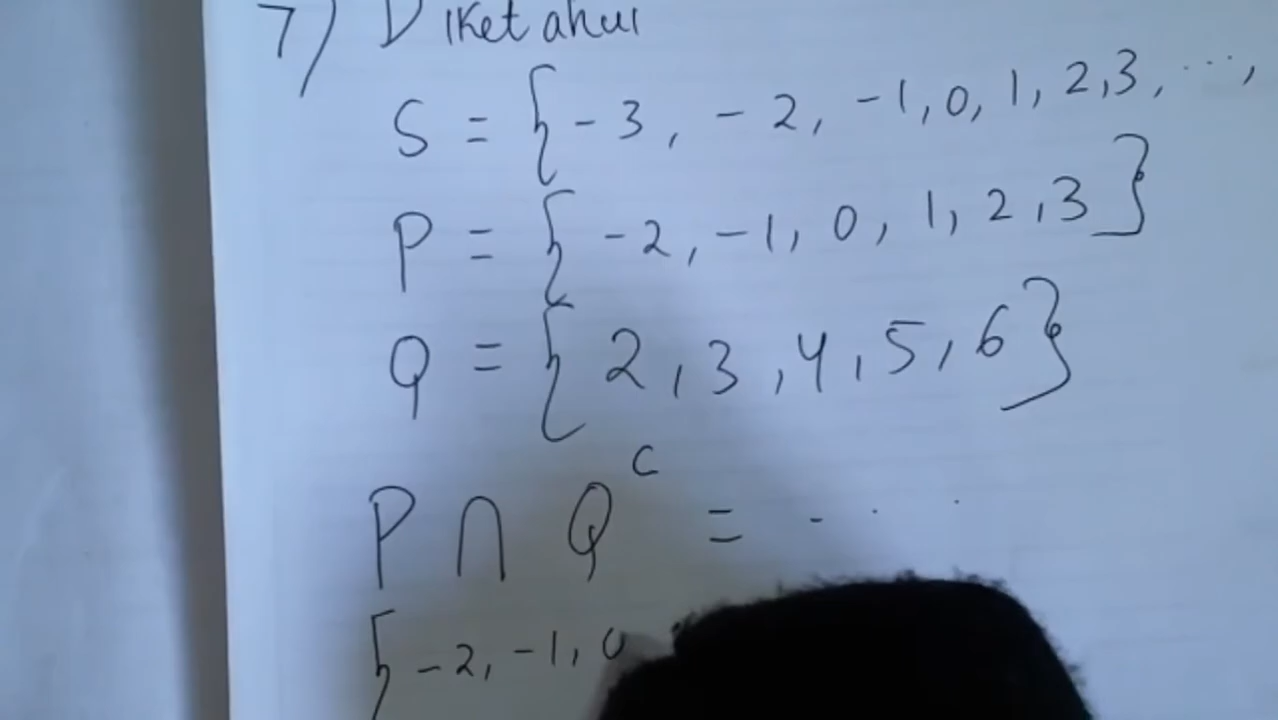 7) Diketahui
S = { -3, -2, -1, 0, 1, 2, 3, ...,
P = { -2, -1, 0, 1, 2, 3 }
Q = { 2, 3, 4, 5, 6 }
P ∩ Q^c = ...
{ -2, -1, 0